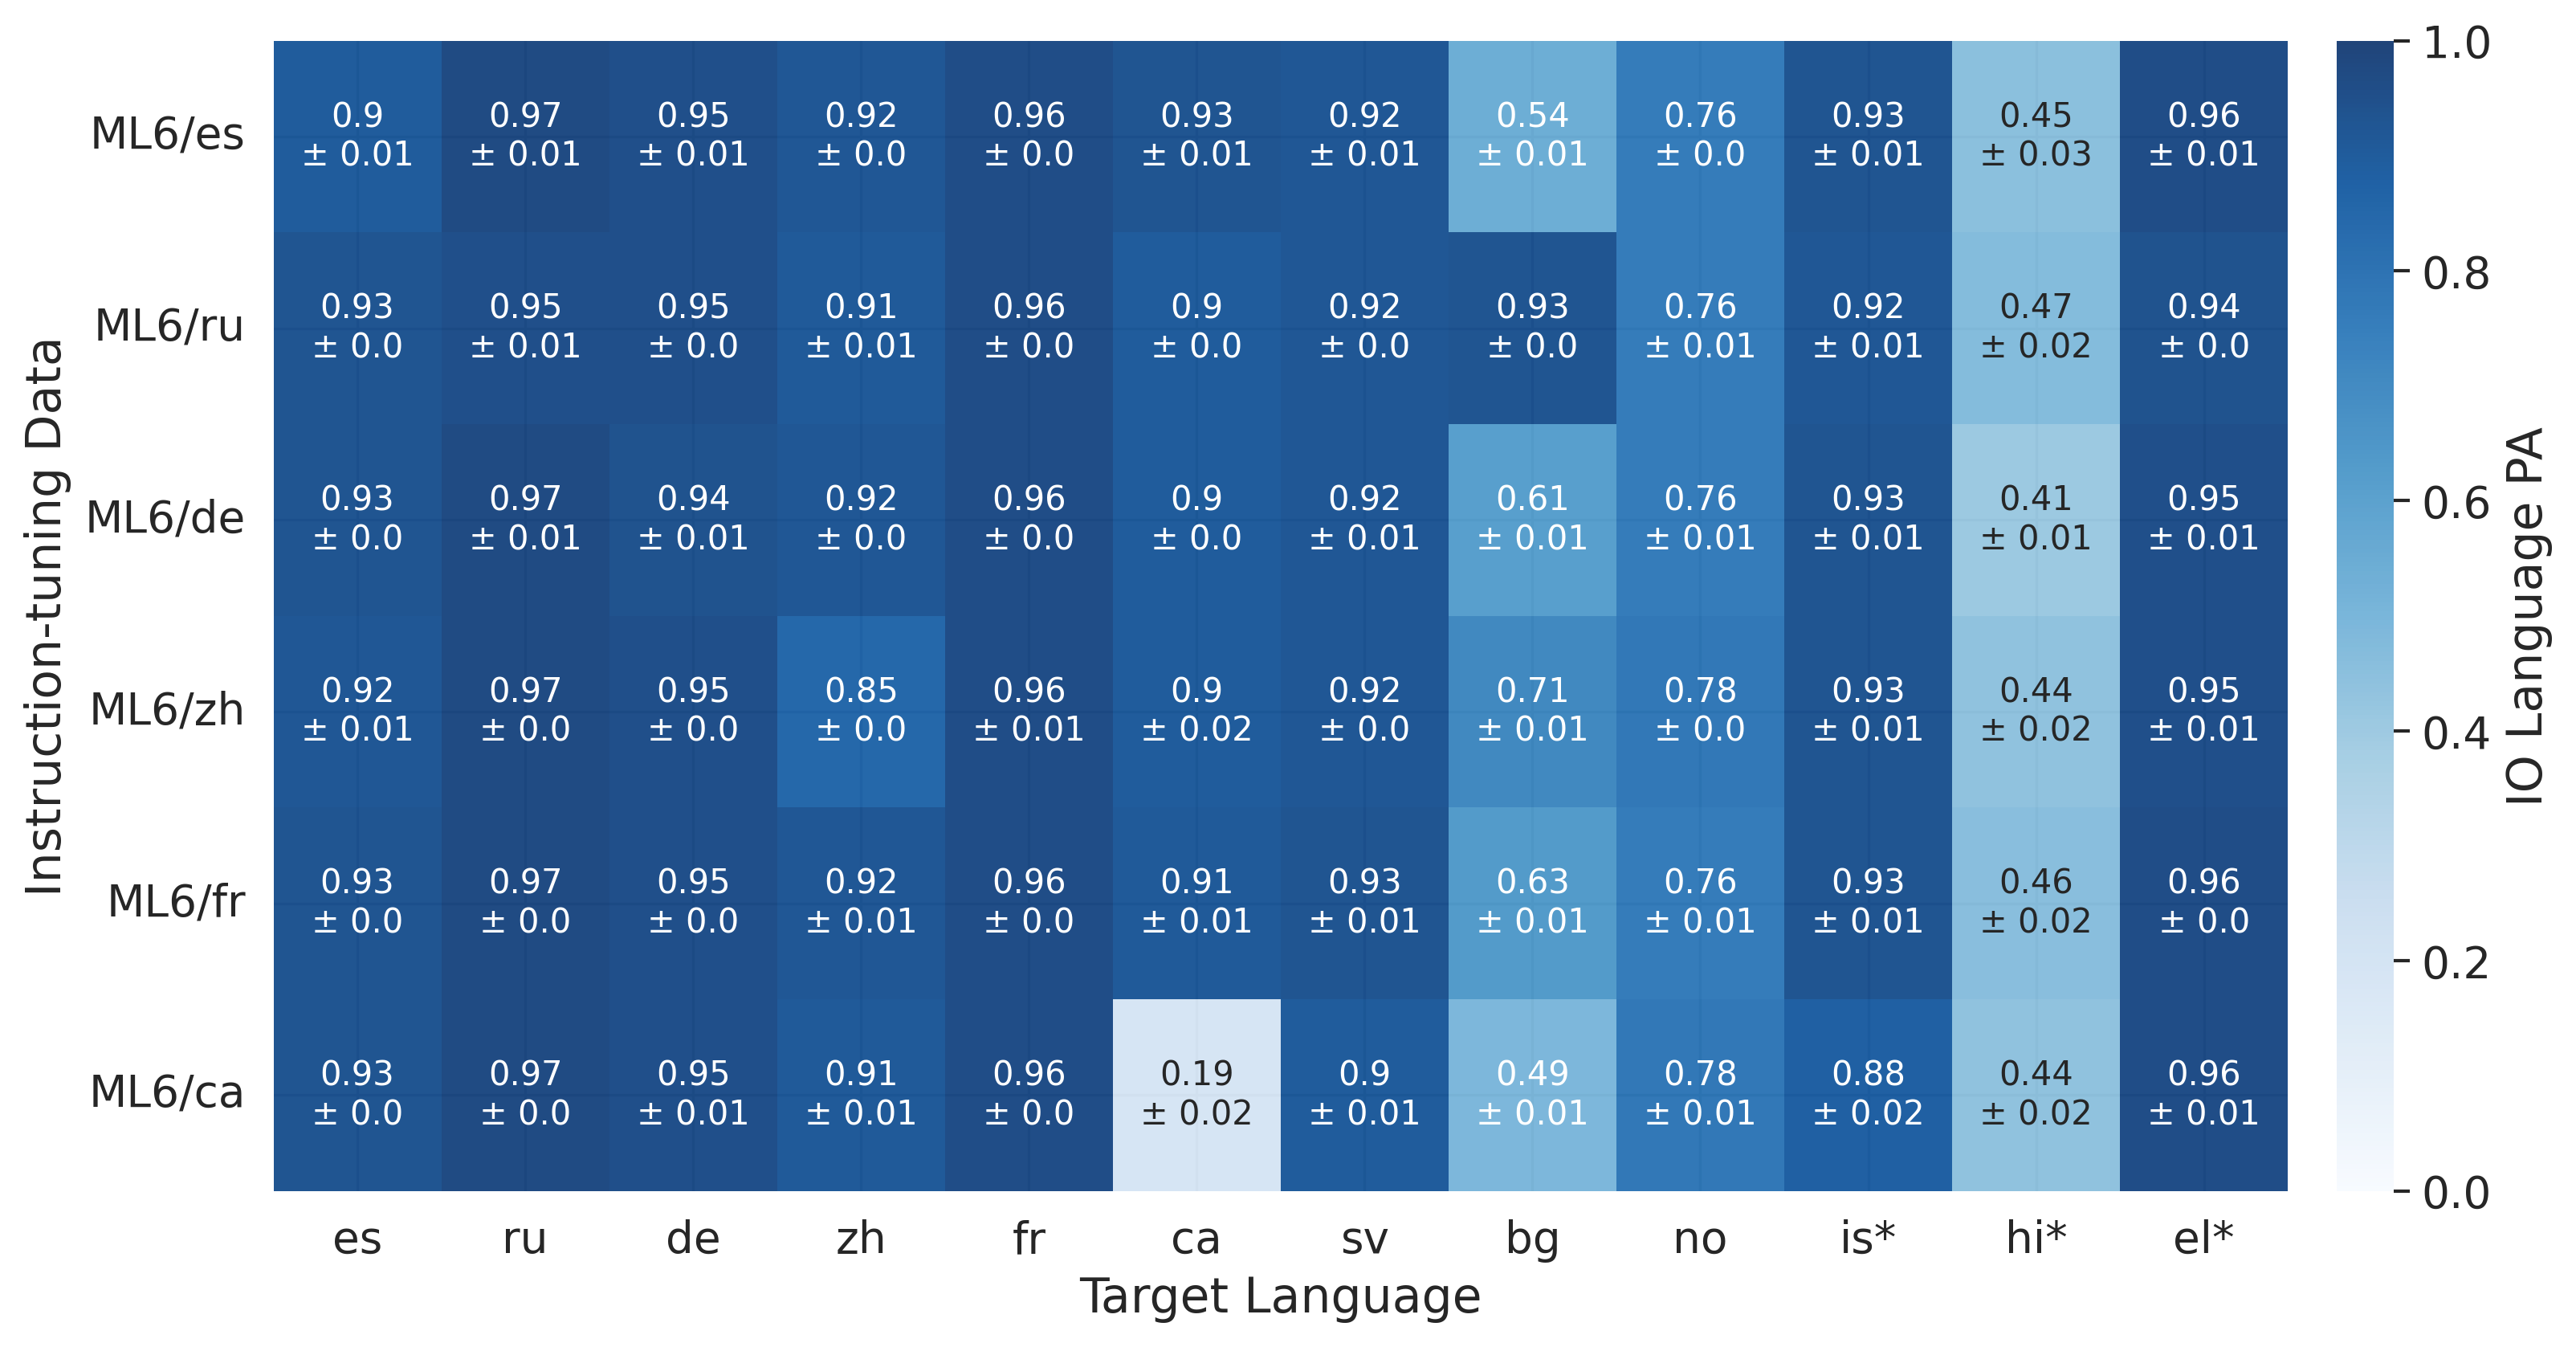 ML6/es
0.9 0.97 0.95 0.92 0.96 0.93 0.92 0.54 0.76 0.93 0.45 0.96
± 0.01 ± 0.01 ± 0.01 ± 0.0 ± 0.0 ± 0.01 ± 0.01 ± 0.01 ± 0.0 ± 0.01 ± 0.03 ± 0.01
ML6/ru
0.93 0.95 0.95 0.91 0.96 0.9 0.92 0.93 0.76 0.92 0.47 0.94
± 0.0 ± 0.01 ± 0.0 ± 0.01 ± 0.0 ± 0.0 ± 0.0 ± 0.0 ± 0.01 ± 0.01 ± 0.02 ± 0.0
ML6/de
0.93 0.97 0.94 0.92 0.96 0.9 0.92 0.61 0.76 0.93 0.41 0.95
± 0.0 ± 0.01 ± 0.01 ± 0.0 ± 0.0 ± 0.0 ± 0.01 ± 0.01 ± 0.01 ± 0.01 ± 0.01 ± 0.01
ML6/zh
0.92 0.97 0.95 0.85 0.96 0.9 0.92 0.71 0.78 0.93 0.44 0.95
± 0.01 ± 0.0 ± 0.0 ± 0.0 ± 0.01 ± 0.02 ± 0.0 ± 0.01 ± 0.0 ± 0.01 ± 0.02 ± 0.01
ML6/fr
0.93 0.97 0.95 0.92 0.96 0.91 0.93 0.63 0.76 0.93 0.46 0.96
± 0.0 ± 0.0 ± 0.0 ± 0.01 ± 0.0 ± 0.01 ± 0.01 ± 0.01 ± 0.01 ± 0.01 ± 0.02 ± 0.0
ML6/ca
0.93 0.97 0.95 0.91 0.96 0.19 0.9 0.49 0.78 0.88 0.44 0.96
± 0.0 ± 0.0 ± 0.01 ± 0.01 ± 0.0 ± 0.02 ± 0.01 ± 0.01 ± 0.01 ± 0.02 ± 0.02 ± 0.01
es ru de zh fr ca sv bg no is* hi* el*
Target Language
Instruction-tuning Data
1.0
0.8
0.6
0.4
0.2
0.0
IO Language PA